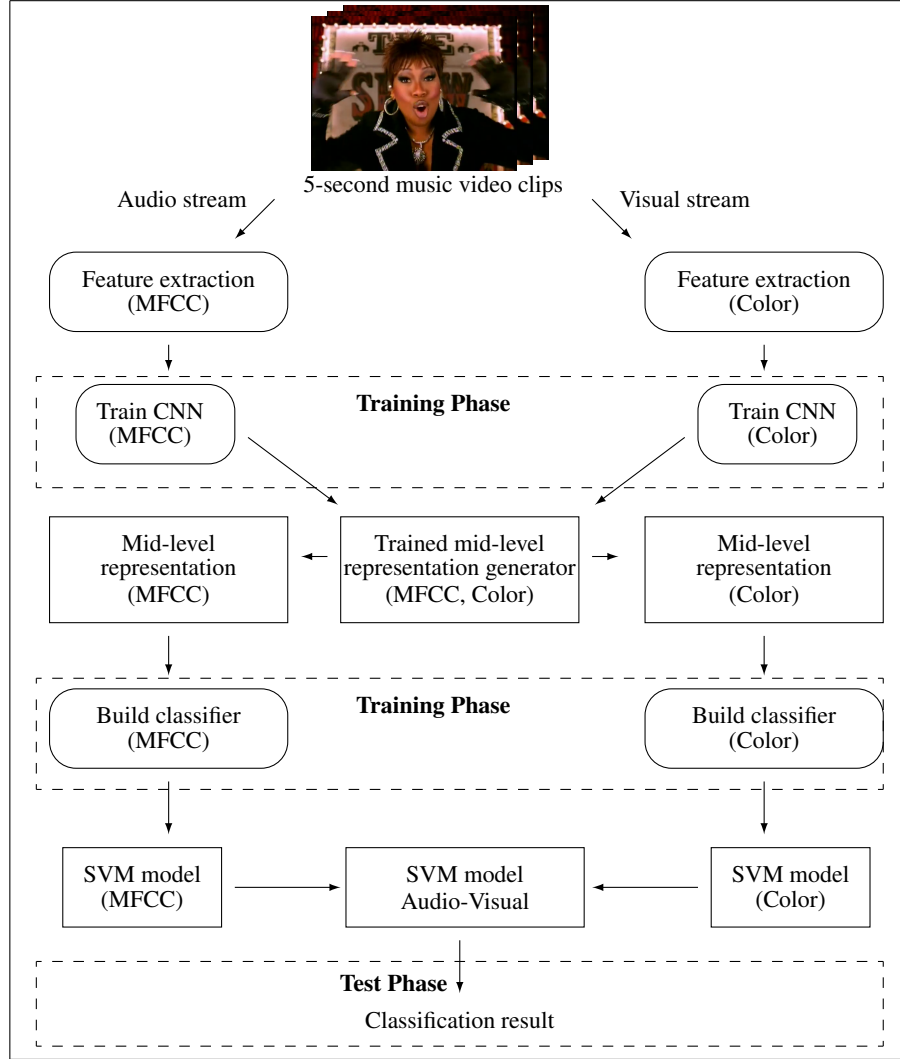 THE
SHOW
5-second music video clips
Audio stream
Visual stream
Feature extraction
(MFCC)
Feature extraction
(Color)
Training Phase
Train CNN
(MFCC)
Train CNN
(Color)
Mid-level
representation
(MFCC)
Trained mid-level
representation generator
(MFCC, Color)
Mid-level
representation
(Color)
Training Phase
Build classifier
(MFCC)
Build classifier
(Color)
SVM model
(MFCC)
SVM model
Audio-Visual
SVM model
(Color)
Test Phase
Classification result